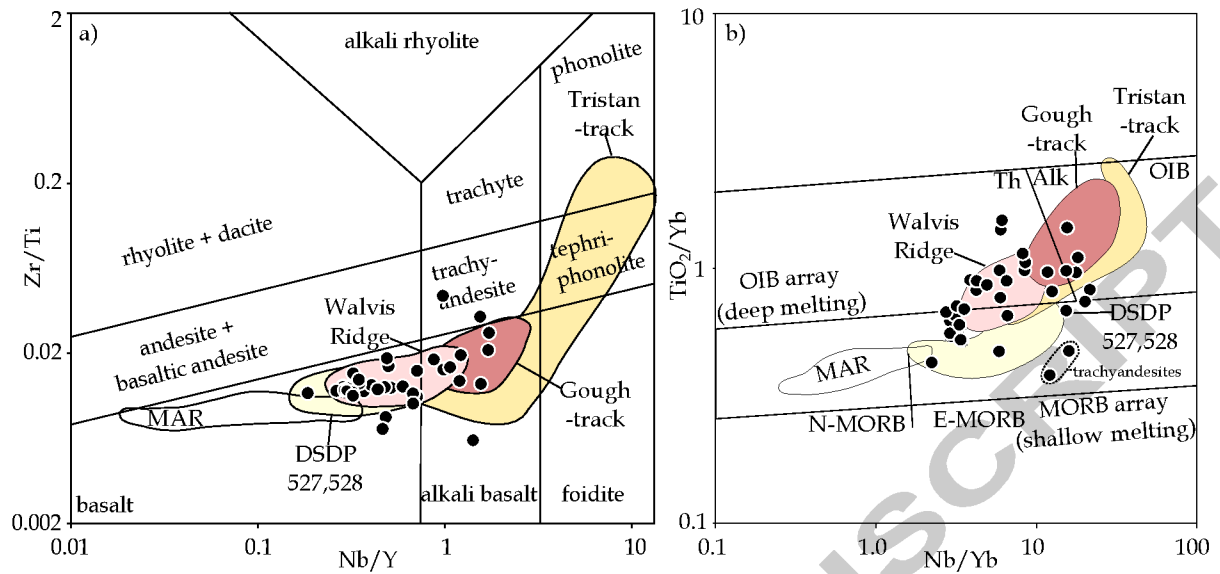 a)
2
0.2
0.02
0.002
Zr/Ti
0.01
0.1
1
10
Nb/Y
alkali rhyolite
phonolite
Tristan
-track
trachyte
rhyolite + dacite
tephri-
phonolite
trachy-
andesite
Walvis
Ridge
andesite +
basaltic andesite
MAR
Gough
-track
DSDP
527,528
basalt
alkali basalt
foidite
b)
10
1
0.1
TiO2/Yb
0.1
1.0
10
100
Nb/Yb
Gough
-track
Tristan
-track
Th
Alk
OIB
Walvis
Ridge
OIB array
(deep melting)
DSDP
527,528
MAR
trachyandesites
N-MORB
E-MORB
MORB array
(shallow melting)
SCRIPT